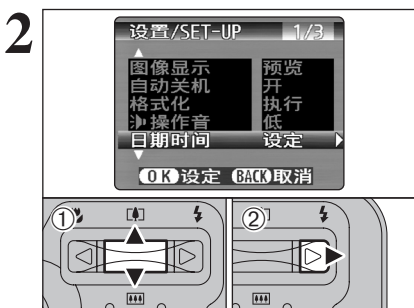 2
设置/SET-UP 1/3
图像显示 预览
自动关机 开
格式化 执行
操作音 低
日期时间 设定
OK 设定 BACK 取消
① ②